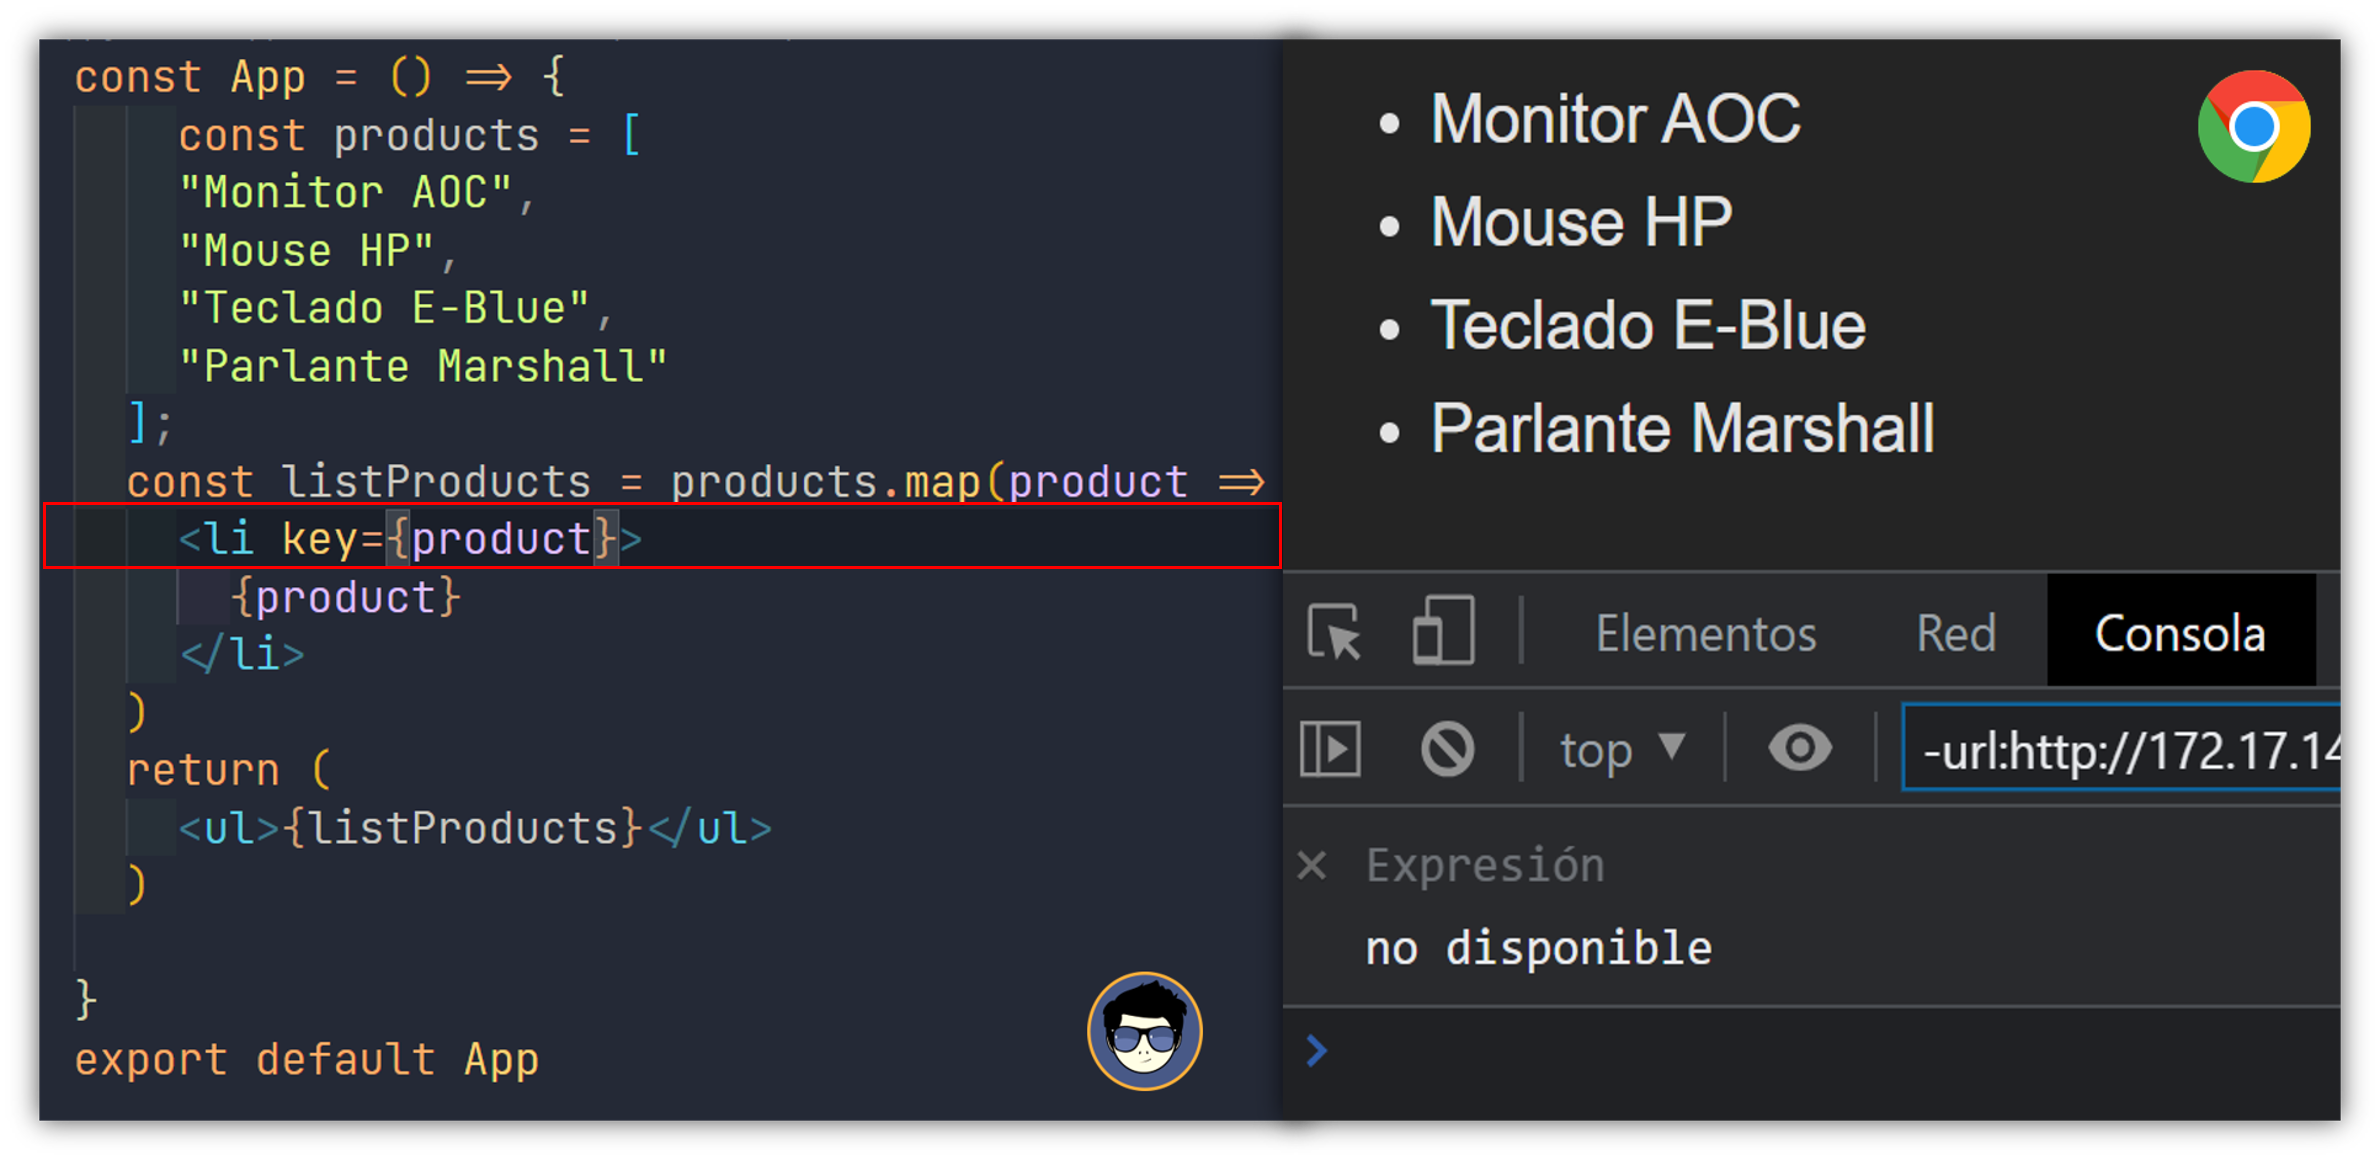 const App = () => {
const products = [
"Monitor AOC",
"Mouse HP",
"Teclado E-Blue",
"Parlante Marshall"
];
const listProducts = products.map(product =>
<li key={product}>
{product}
</li>
)
return (
<ul>{listProducts}</ul>
)
}
export default App
Monitor AOC
Mouse HP
Teclado E-Blue
Parlante Marshall
Elementos Red Consola
top ▼ -url:http://172.17.14
× Expresión
no disponible